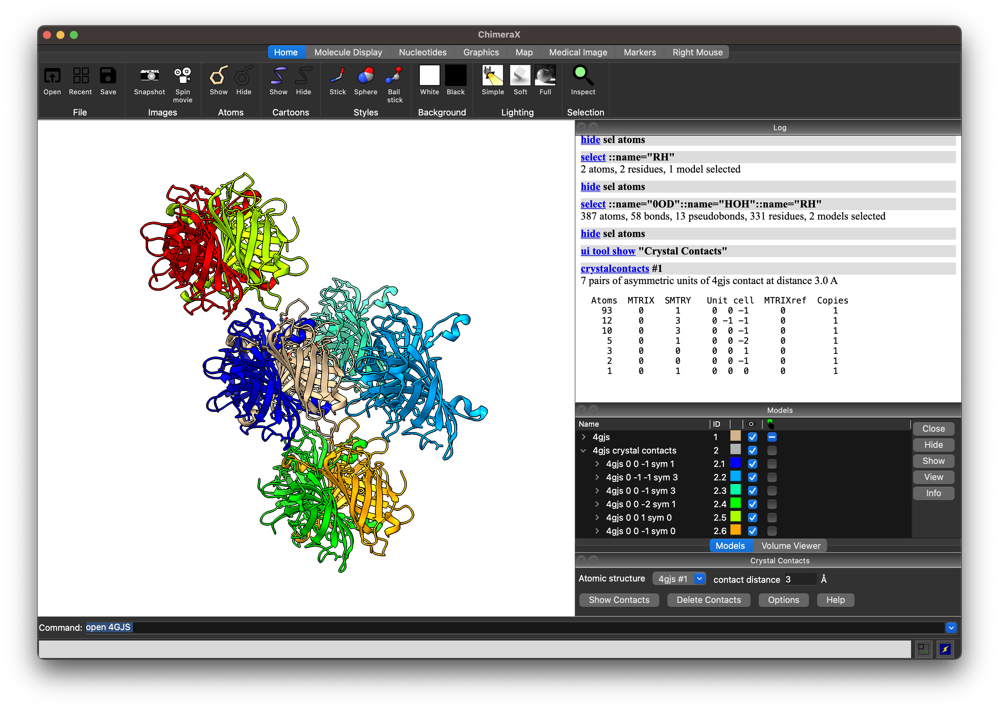 ChimeraX
Home Molecule Display Nucleotides Graphics Map Medical Image Markers Right Mouse
Open Recent Save Snapshot Spin movie Show Hide Show Hide Stick Sphere Ball stick White Black Simple Soft Full Inspect
File Images Atoms Cartoons Styles Background Lighting Selection
Log
hide sel atoms
select ::name="RH"
2 atoms, 2 residues, 1 model selected
hide sel atoms
select ::name="0OD"::name="HOH"::name="RH"
387 atoms, 58 bonds, 13 pseudobonds, 331 residues, 2 models selected
hide sel atoms
ui tool show "Crystal Contacts"
crystalcontacts #1
7 pairs of asymmetric units of 4gjs contact at distance 3.0 A
Atoms MTRIX SMTRY Unit cell MTRIXref Copies
93 0 1 0 0 -1 0 1
12 0 3 0 -1 -1 0 1
10 0 3 0 0 -1 0 1
5 0 1 0 0 -2 0 1
3 0 0 0 0 1 0 1
2 0 0 0 0 -1 0 1
1 0 1 0 0 0 0 1
Models
Name ID
4gjs 1
4gjs crystal contacts 2
4gjs 0 0 -1 sym 1 2.1
4gjs 0 -1 -1 sym 3 2.2
4gjs 0 0 -1 sym 3 2.3
4gjs 0 0 -2 sym 1 2.4
4gjs 0 0 1 sym 0 2.5
4gjs 0 0 -1 sym 0 2.6
Close
Hide
Show
View
Info
Models Volume Viewer
Crystal Contacts
Atomic structure 4gjs #1 contact distance 3 Å
Show Contacts Delete Contacts Options Help
Command: open 4GJS